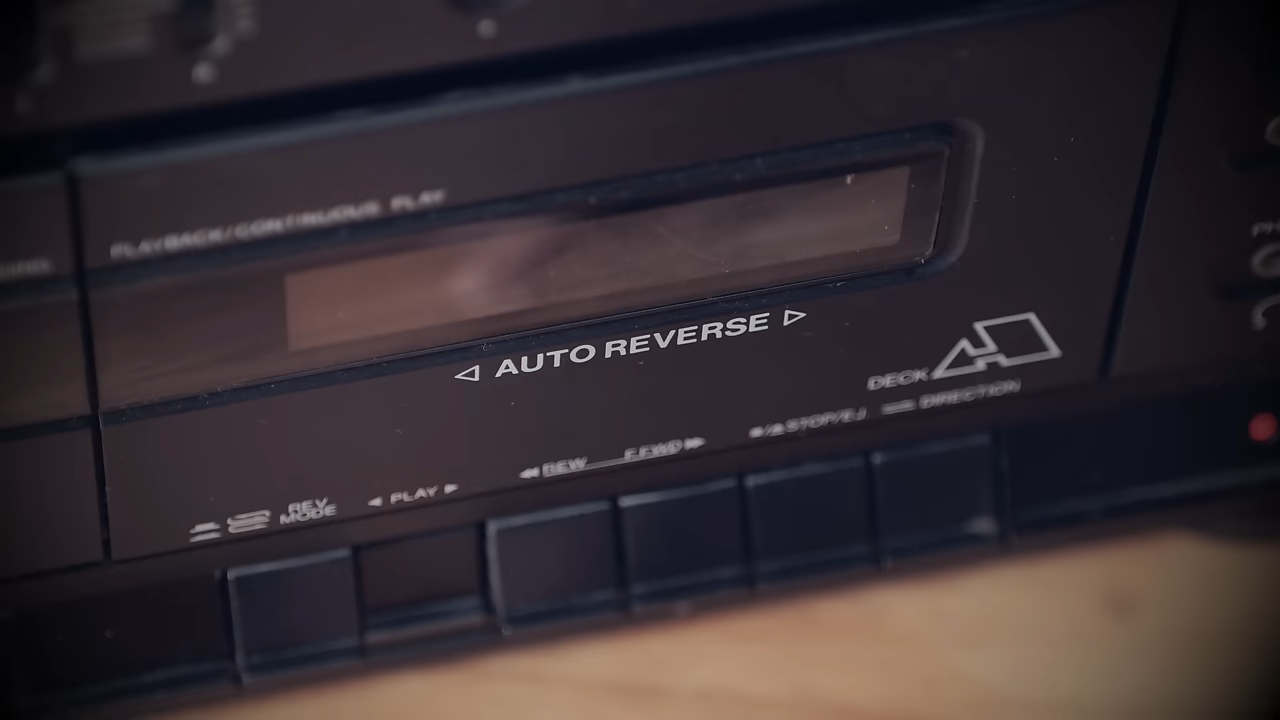 PLAYBACK/CONTINUOUS PLAY
◁ AUTO REVERSE ▷
DECK
REV MODE
◀ PLAY ▶
◀◀ REW
F.FWD ▶▶
■/▲STOP/EJ
DIRECTION